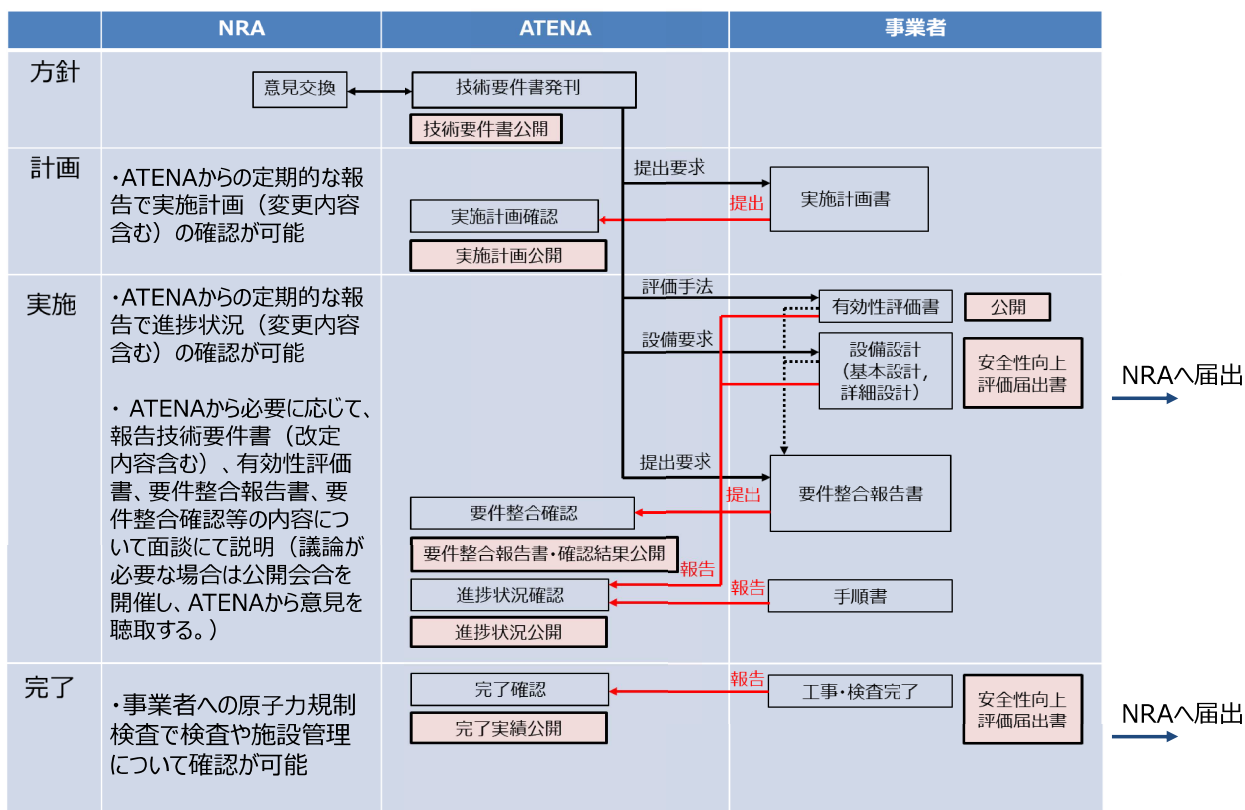 NRA
ATENA
事業者
方針
意見交換
技術要件書発刊
技術要件書公開
計画
・ATENAからの定期的な報
告で実施計画（変更内容
含む）の確認が可能
提出要求
実施計画書
提出
実施計画確認
実施計画公開
実施
・ATENAからの定期的な報
告で進捗状況（変更内容
含む）の確認が可能
・ ATENAから必要に応じて、
報告技術要件書（改定
内容含む）、有効性評価
書、要件整合報告書、要
件整合確認等の内容につ
いて面談にて説明（議論が
必要な場合は公開会合を
開催し、ATENAから意見を
聴取する。）
評価手法
有効性評価書
公開
設備要求
設備設計
（基本設計,
詳細設計）
安全性向上
評価届出書
NRAへ届出
提出要求
要件整合報告書
提出
要件整合確認
要件整合報告書・確認結果公開
報告
進捗状況確認
報告
手順書
進捗状況公開
完了
・事業者への原子力規制
検査で検査や施設管理
について確認が可能
完了確認
報告
工事・検査完了
完了実績公開
安全性向上
評価届出書
NRAへ届出